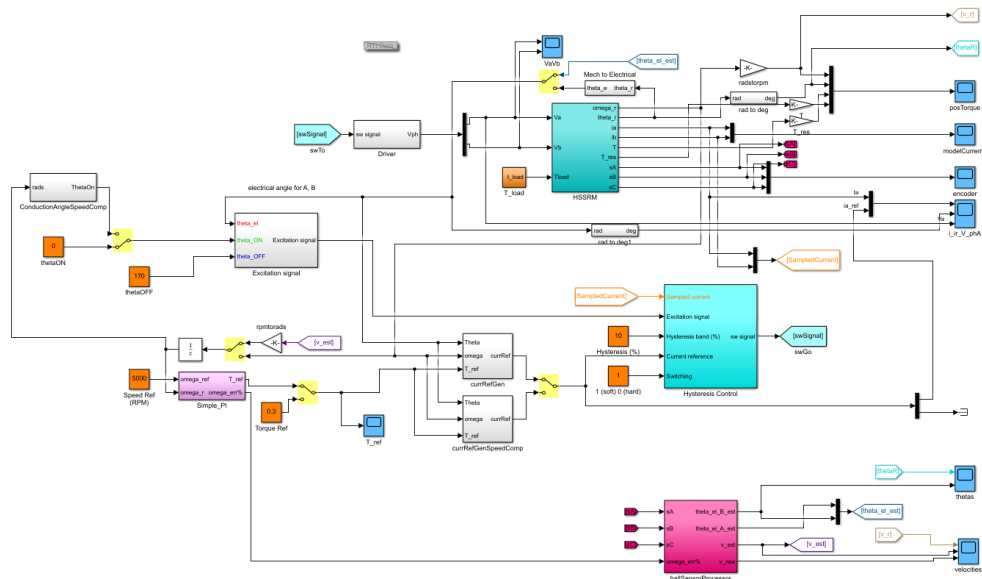 [v_r]
[thetaR]
VaVb
[theta_el_est]
-K-
radstorpm
Mech to Electrical
theta_e theta_r
rad deg
rad to deg
posTorque
T_res
[swSignal]
swTo
sw signal Vph
Driver
Va
Vb
Tload
omega_r
theta_r
ia
ib
T
T_res
sA
sB
sC
HSSRM
t_load
T_load
modelCurrent
encoder
rads ThetaOn
ConductionAngleSpeedComp
electrical angle for A, B
theta_el
theta_ON
theta_OFF
Excitation signal
Excitation signal
0
thetaON
170
thetaOFF
Ia
ia_ref
rad deg
rad to deg1
i_ir_V_phA
[SampledCurrent]
[SampledCurrent]
Sampled current
Excitation signal
Hysteresis band (%)
Current reference
Switching
sw signal
Hysteresis Control
10
Hysteresis (%)
1
1 (soft) 0 (hard)
[swSignal]
swGo
rpmtorads
-K-
[v_est]
1
z
5000
Speed Ref
(RPM)
omega_ref T_ref
omega_r omega_err%
Simple_PI
0.3
Torque Ref
T_ref
Theta
omega currRef
T_ref
currRefGen
Theta
omega currRef
T_ref
currRefGenSpeedComp
[thetaR]
thetas
sA theta_el_B_est
sB theta_el_A_est
sC v_est
omega_err% v_raw
hallSensorProcessor
[theta_el_est]
[v_est]
[v_r]
velocities